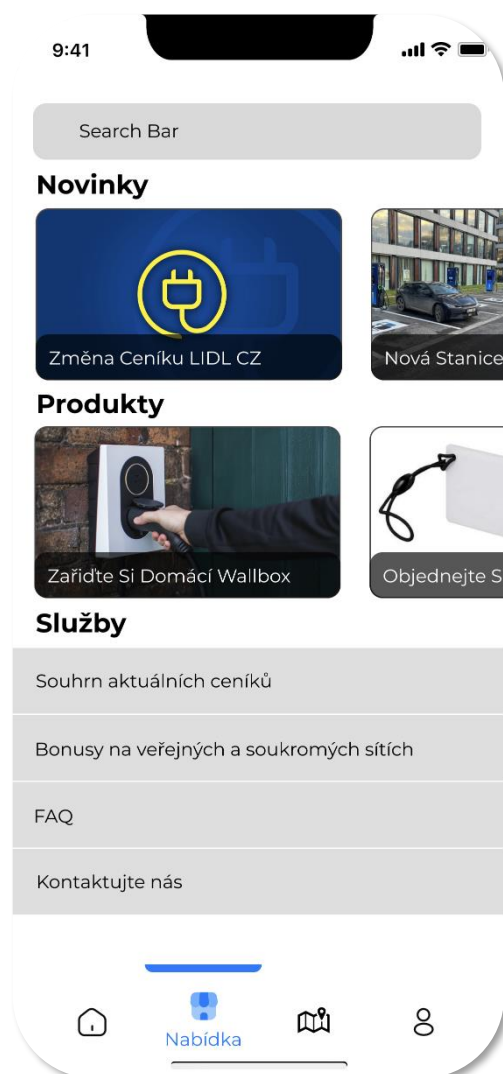 9:41
Search Bar
Novinky
Změna Ceníku LIDL CZ
Nová Stanice
Produkty
Zařiďte Si Domácí Wallbox
Objednejte S
Služby
Souhrn aktuálních ceníků
Bonusy na veřejných a soukromých sítích
FAQ
Kontaktujte nás
Nabídka